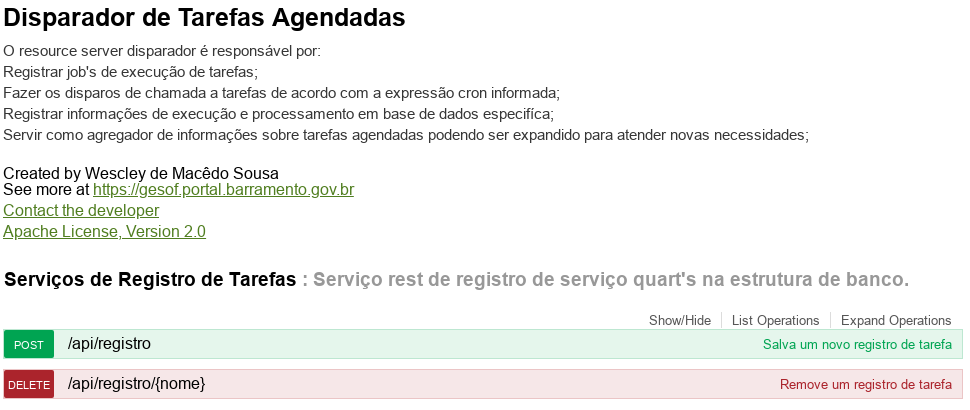 Disparador de Tarefas Agendadas
O resource server disparador é responsável por:
Registrar job's de execução de tarefas;
Fazer os disparos de chamada a tarefas de acordo com a expressão cron informada;
Registrar informações de execução e processamento em base de dados especifíca;
Servir como agregador de informações sobre tarefas agendadas podendo ser expandido para atender novas necessidades;
Created by Wescley de Macêdo Sousa
See more at https://gesof.portal.barramento.gov.br
Contact the developer
Apache License, Version 2.0
Serviços de Registro de Tarefas : Serviço rest de registro de serviço quart's na estrutura de banco.
Show/Hide List Operations Expand Operations
POST /api/registro Salva um novo registro de tarefa
DELETE /api/registro/{nome} Remove um registro de tarefa